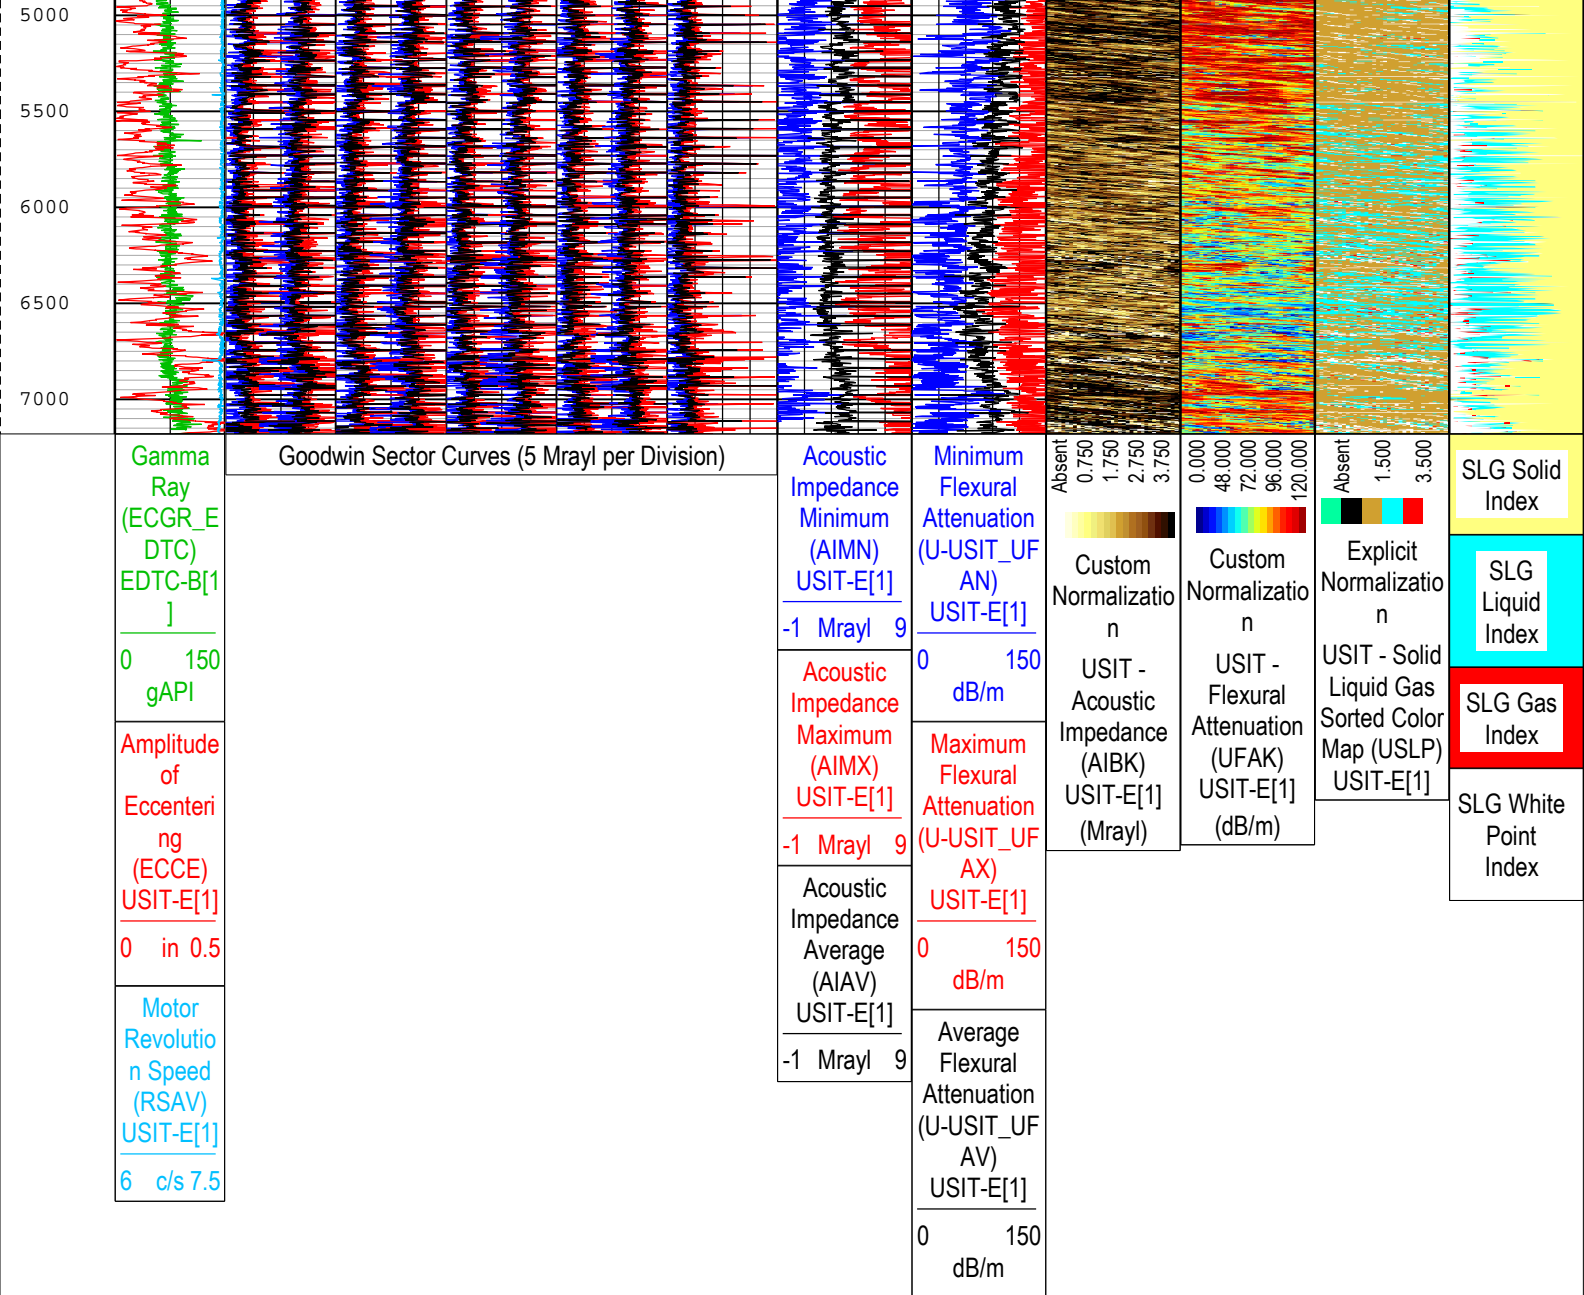 5000
5500
6000
6500
7000
Gamma
Ray
(ECGR_E
DTC)
EDTC-B[1
]
0 150
gAPI
Amplitude
of
Eccenteri
ng
(ECCE)
USIT-E[1]
0 in 0.5
Motor
Revolutio
n Speed
(RSAV)
USIT-E[1]
6 c/s 7.5
Goodwin Sector Curves (5 Mrayl per Division)
Acoustic
Impedance
Minimum
(AIMN)
USIT-E[1]
-1 Mrayl 9
Acoustic
Impedance
Maximum
(AIMX)
USIT-E[1]
-1 Mrayl 9
Acoustic
Impedance
Average
(AIAV)
USIT-E[1]
-1 Mrayl 9
Minimum
Flexural
Attenuation
(U-USIT_UF
AN)
USIT-E[1]
0 150
dB/m
Maximum
Flexural
Attenuation
(U-USIT_UF
AX)
USIT-E[1]
0 150
dB/m
Average
Flexural
Attenuation
(U-USIT_UF
AV)
USIT-E[1]
0 150
dB/m
Absent
0.750
1.750
2.750
3.750
Custom
Normalizatio
n
USIT -
Acoustic
Impedance
(AIBK)
USIT-E[1]
(Mrayl)
0.000
48.000
72.000
96.000
120.000
Custom
Normalizatio
n
USIT -
Flexural
Attenuation
(UFAK)
USIT-E[1]
(dB/m)
Absent
1.500
3.500
Explicit
Normalizatio
n
USIT - Solid
Liquid Gas
Sorted Color
Map (USLP)
USIT-E[1]
SLG Solid
Index
SLG
Liquid
Index
SLG Gas
Index
SLG White
Point
Index